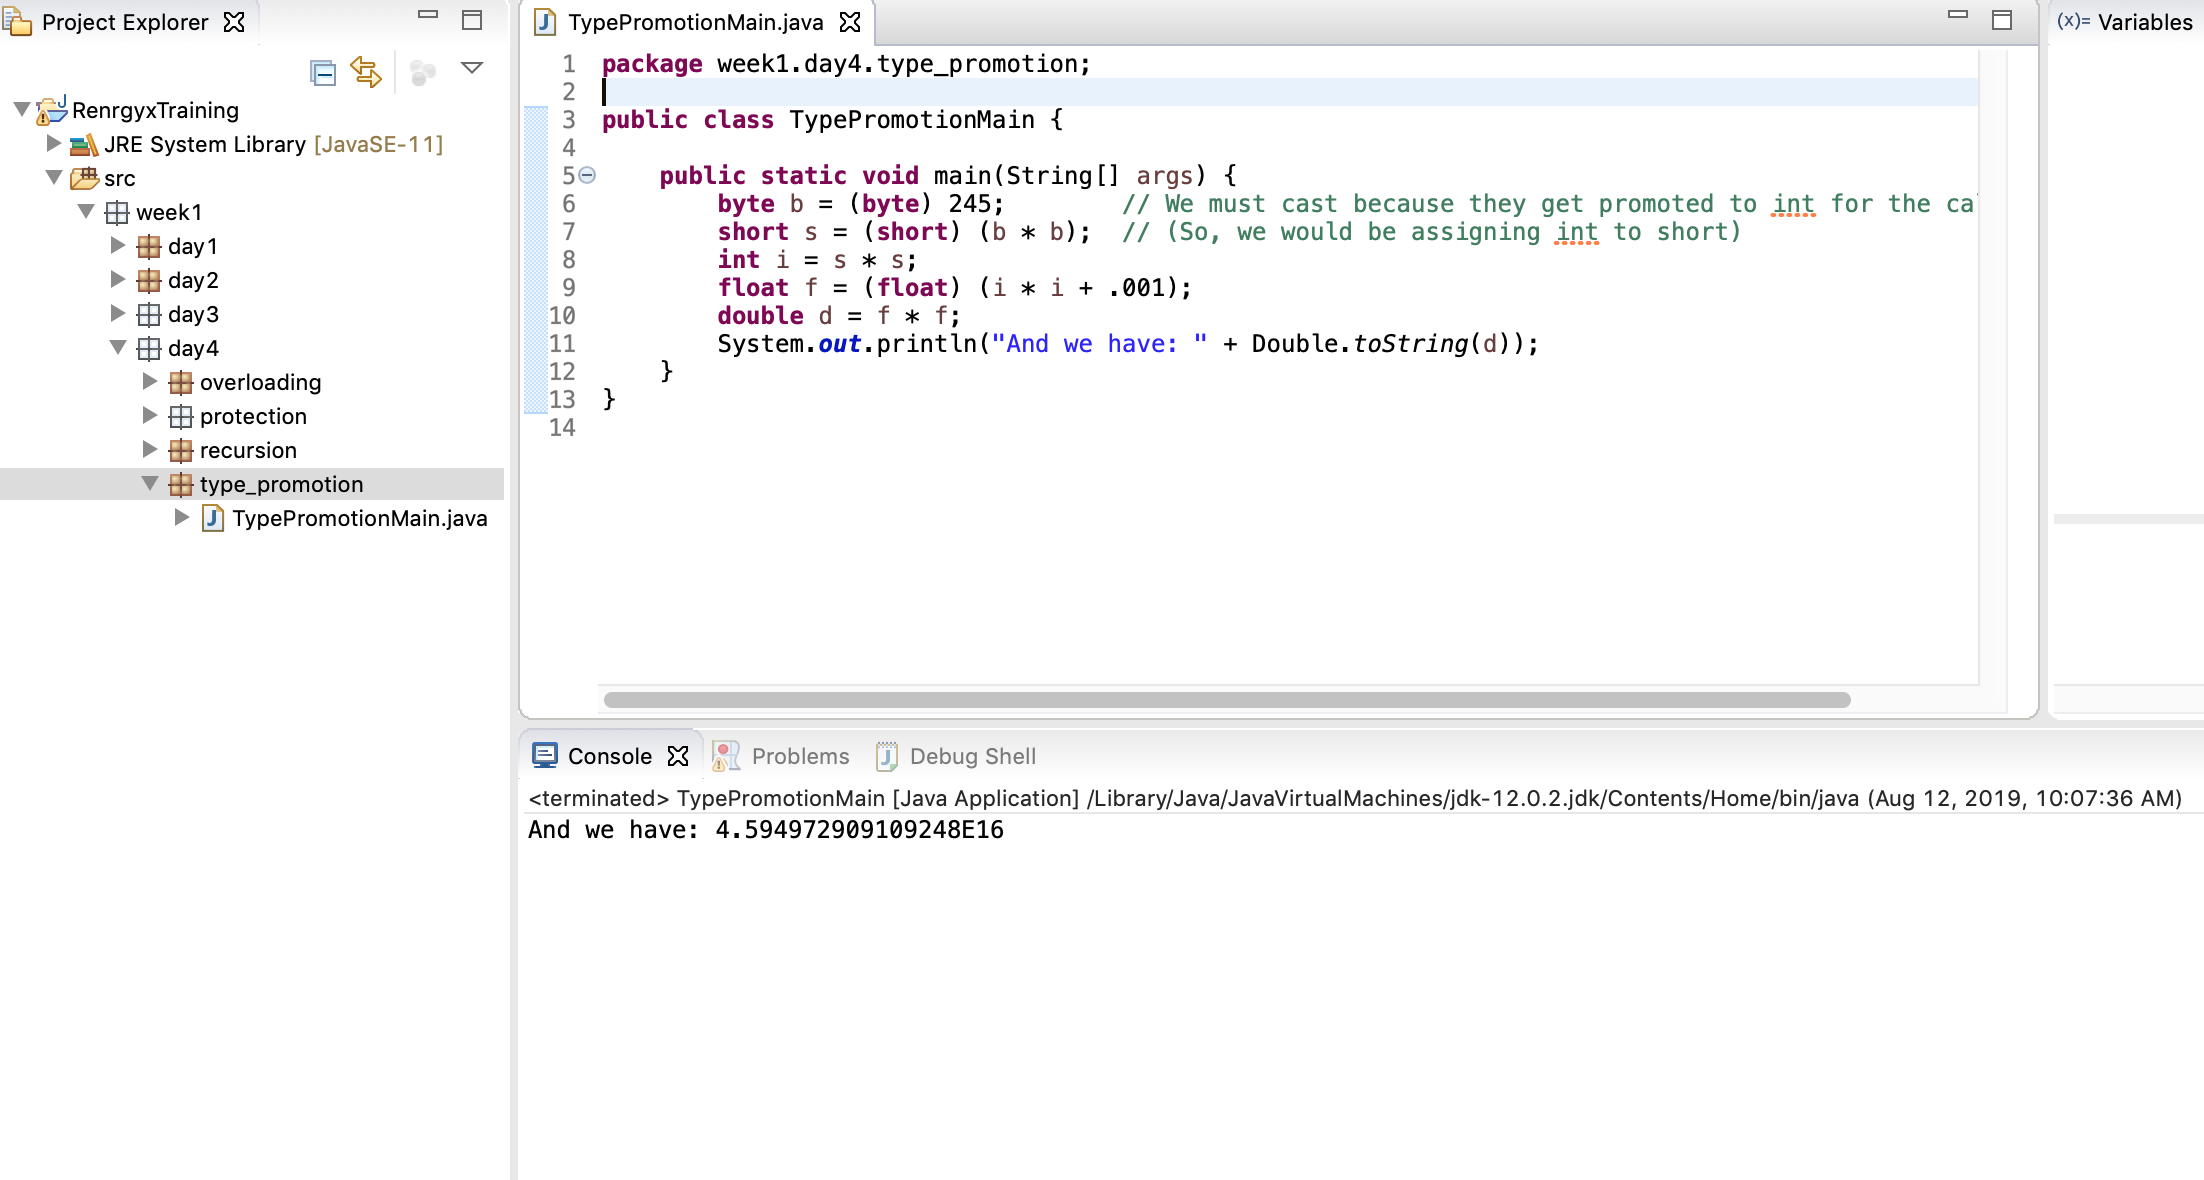 Project Explorer
RenrgyxTraining
JRE System Library [JavaSE-11]
src
week1
day1
day2
day3
day4
overloading
protection
recursion
type_promotion
TypePromotionMain.java
TypePromotionMain.java
1 package week1.day4.type_promotion;
2
3 public class TypePromotionMain {
4
5     public static void main(String[] args) {
6         byte b = (byte) 245;        // We must cast because they get promoted to int for the ca
7         short s = (short) (b * b);  // (So, we would be assigning int to short)
8         int i = s * s;
9         float f = (float) (i * i + .001);
10         double d = f * f;
11         System.out.println("And we have: " + Double.toString(d));
12     }
13 }
14
(x)= Variables
Console
Problems
Debug Shell
<terminated> TypePromotionMain [Java Application] /Library/Java/JavaVirtualMachines/jdk-12.0.2.jdk/Contents/Home/bin/java (Aug 12, 2019, 10:07:36 AM)
And we have: 4.594972909109248E16